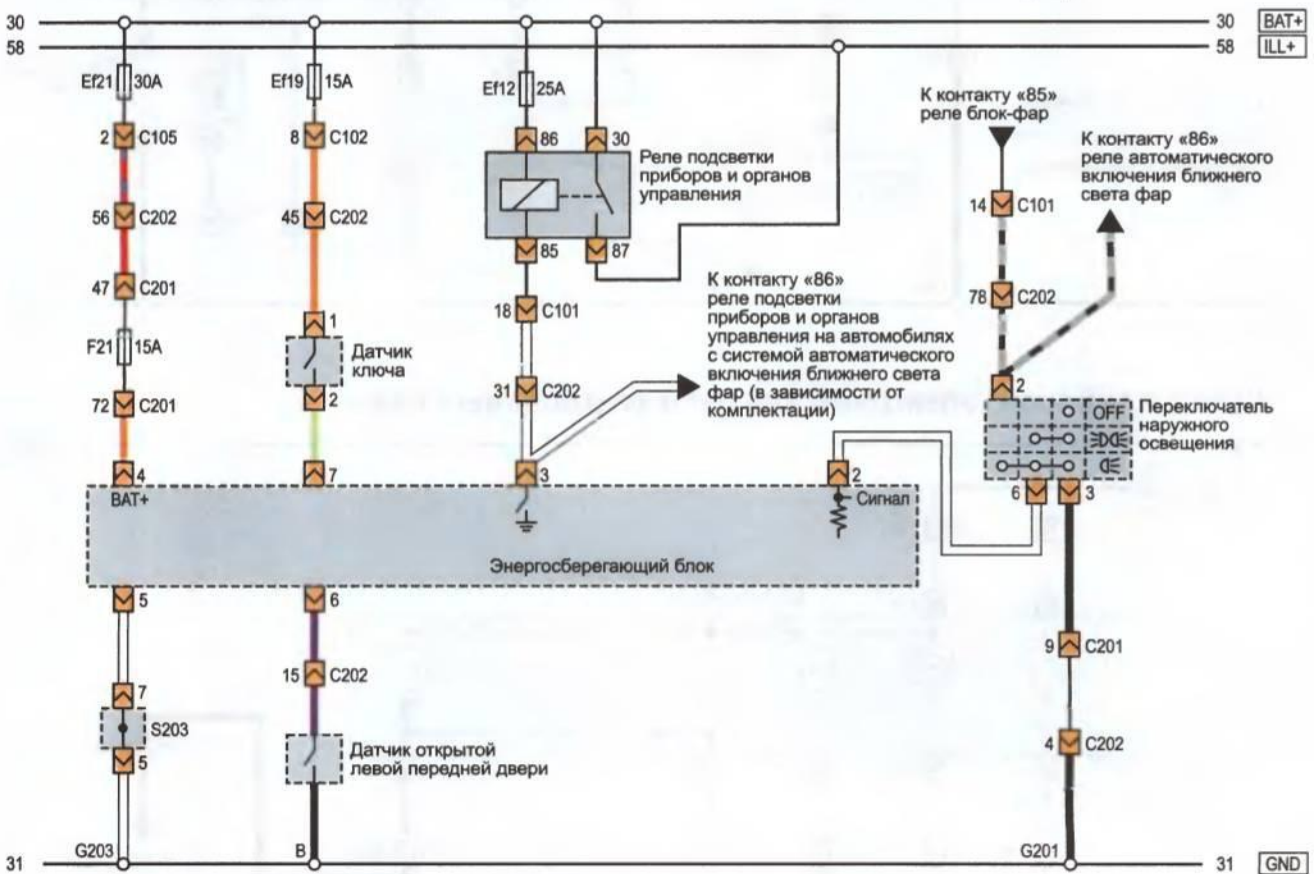 30
30 BAT+
58
58 ILL+
Ef21 30A
Ef19 15A
Ef12 25A
К контакту «85»
реле блок-фар
К контакту «86»
реле автоматического
включения ближнего
света фар
2 C105
8 C102
86
30
Реле подсветки
приборов и органов
управления
56 C202
45 C202
14 C101
85
87
47 C201
К контакту «86»
реле подсветки
приборов и органов
управления на автомобилях
с системой автоматического
включения ближнего света
фар (в зависимости от
комплектации)
78 C202
18 C101
1
F21 15A
Датчик
ключа
31 C202
2
2
72 C201
OFF
Переключатель
наружного
освещения
4
7
3
2
6
3
BAT+
Сигнал
Энергосберегающий блок
5
6
9 C201
15 C202
7
S203
5
4 C202
Датчик открытой
левой передней двери
G203
B
G201
31
31 GND